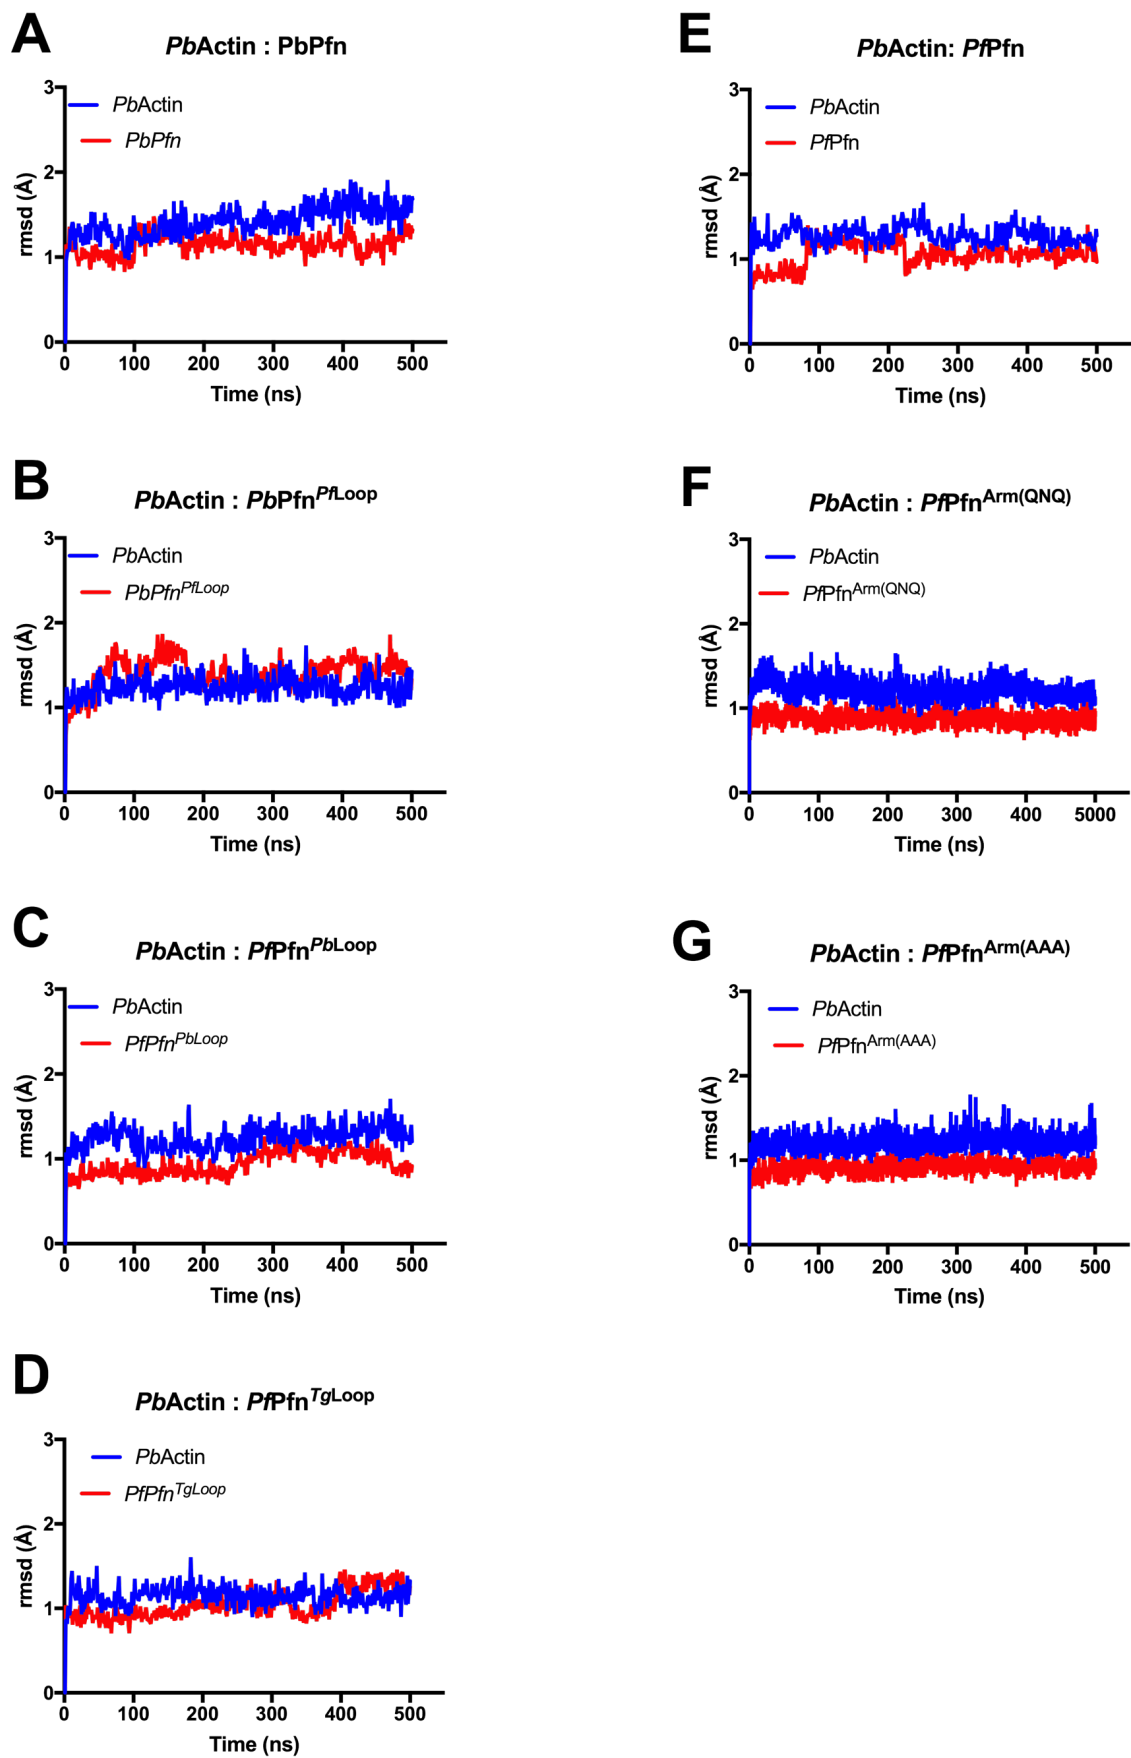 A
PbActin : PbPfn
3
PbActin
PbPfn
2
rmsd (Å)
1
0
0 100 200 300 400 500
Time (ns)
B
PbActin : PbPfnPfLoop
3
PbActin
PbPfnPfLoop
2
rmsd (Å)
1
0
0 100 200 300 400 500
Time (ns)
C
PbActin : PfPfnPbLoop
3
PbActin
PfPfnPbLoop
2
rmsd (Å)
1
0
0 100 200 300 400 500
Time (ns)
D
PbActin : PfPfnTgLoop
3
PbActin
PfPfnTgLoop
2
rmsd (Å)
1
0
0 100 200 300 400 500
Time (ns)
E
PbActin: PfPfn
3
PbActin
PfPfn
2
rmsd (Å)
1
0
0 100 200 300 400 500
Time (ns)
F
PbActin : PfPfnArm(QNQ)
3
PbActin
PfPfnArm(QNQ)
2
rmsd (Å)
1
0
0 100 200 300 400 5000
Time (ns)
G
PbActin : PfPfnArm(AAA)
3
PbActin
PfPfnArm(AAA)
2
rmsd (Å)
1
0
0 100 200 300 400 500
Time (ns)